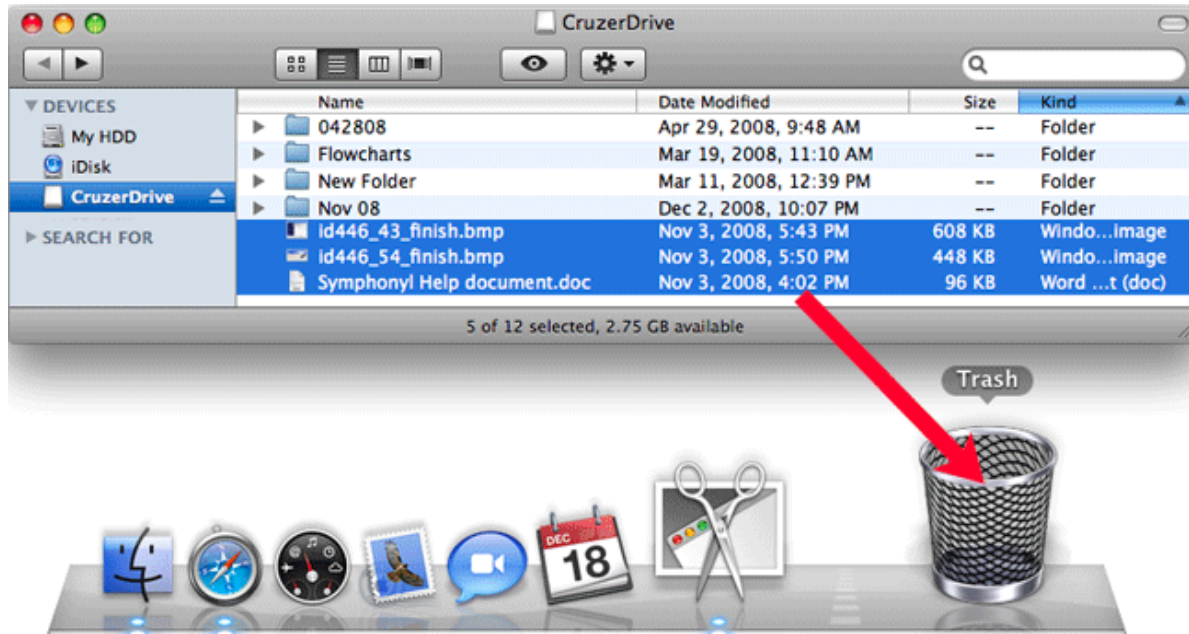 CruzerDrive
DEVICES
My HDD
iDisk
CruzerDrive
SEARCH FOR
Name Date Modified Size Kind
042808 Apr 29, 2008, 9:48 AM -- Folder
Flowcharts Mar 19, 2008, 11:10 AM -- Folder
New Folder Mar 11, 2008, 12:39 PM -- Folder
Nov 08 Dec 2, 2008, 10:07 PM -- Folder
id446_43_finish.bmp Nov 3, 2008, 5:43 PM 608 KB Windo...image
id446_54_finish.bmp Nov 3, 2008, 5:50 PM 448 KB Windo...image
Symphonyl Help document.doc Nov 3, 2008, 4:02 PM 96 KB Word ...t (doc)
5 of 12 selected, 2.75 GB available
Trash
DEC
18